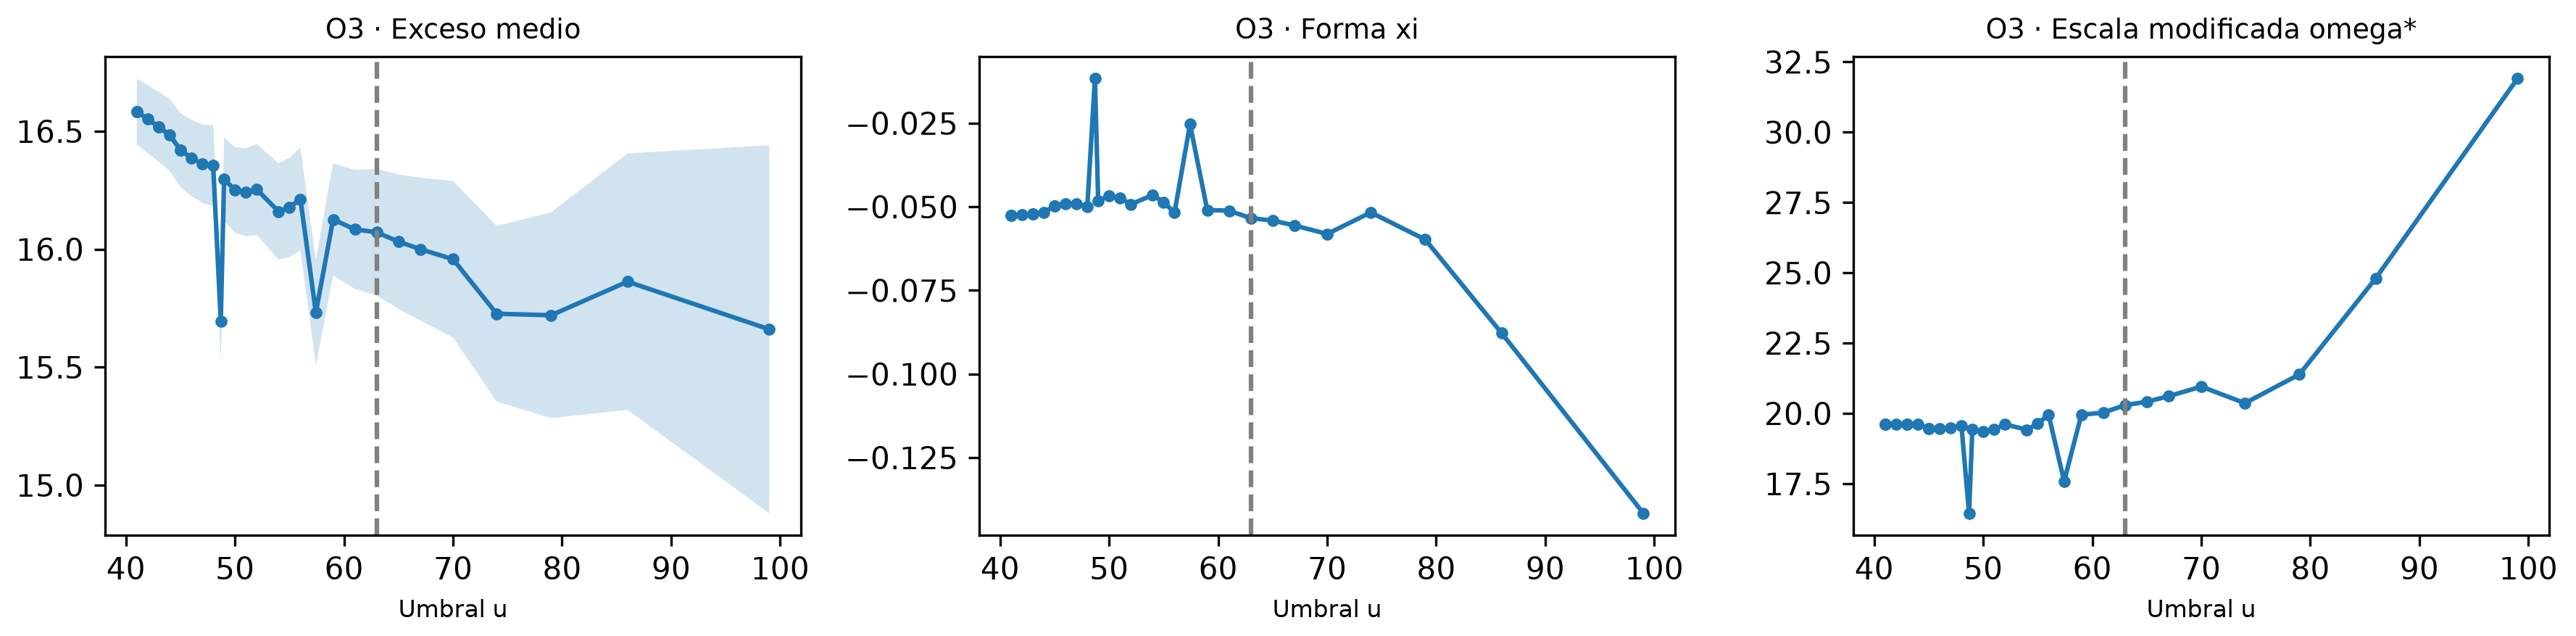 O3 · Exceso medio
16.5
16.0
15.5
15.0
40 50 60 70 80 90 100
Umbral u
O3 · Forma xi
−0.025
−0.050
−0.075
−0.100
−0.125
40 50 60 70 80 90 100
Umbral u
O3 · Escala modificada omega*
32.5
30.0
27.5
25.0
22.5
20.0
17.5
40 50 60 70 80 90 100
Umbral u